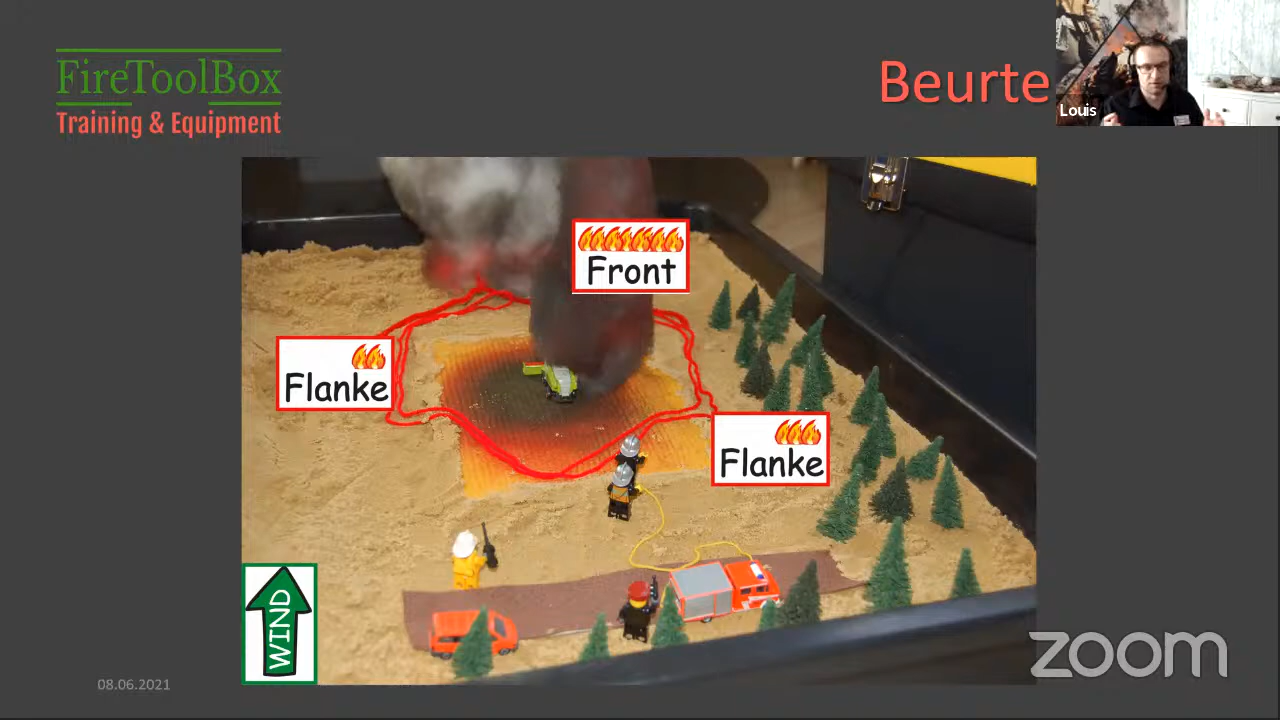 FireToolBox
Training & Equipment
Beurte
Louis
Front
Flanke
Flanke
WIND
08.06.2021
zoom